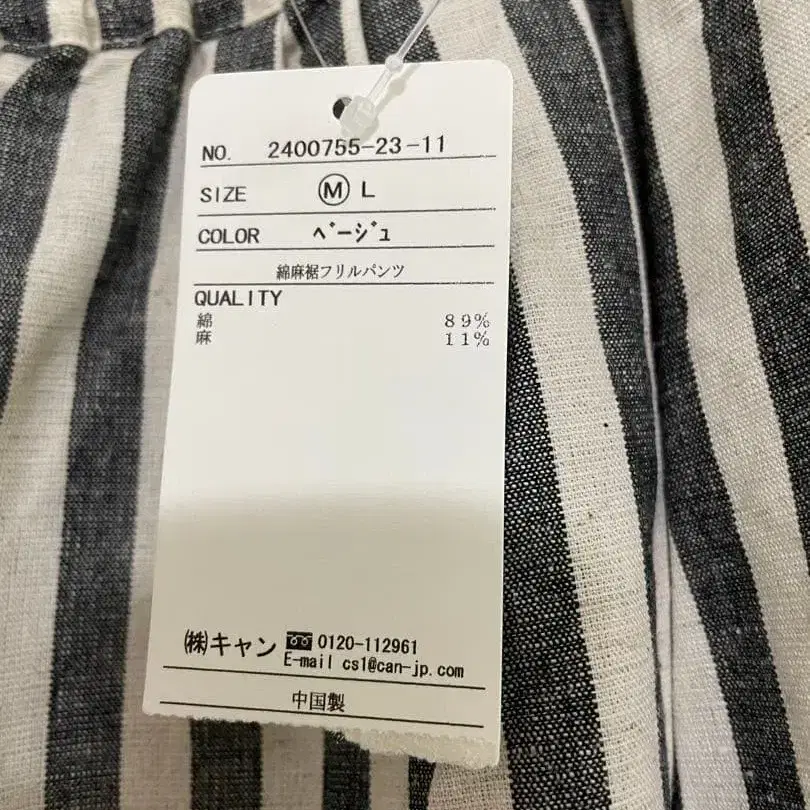 NO. 2400755-23-11
SIZE Ⓜ L
COLOR ﾍﾞｰｼﾞｭ
綿麻裾フリルパンツ
QUALITY
綿 89%
麻 11%
㈱キャン 0120-112961
E-mail cs1@can-jp.com
中国製